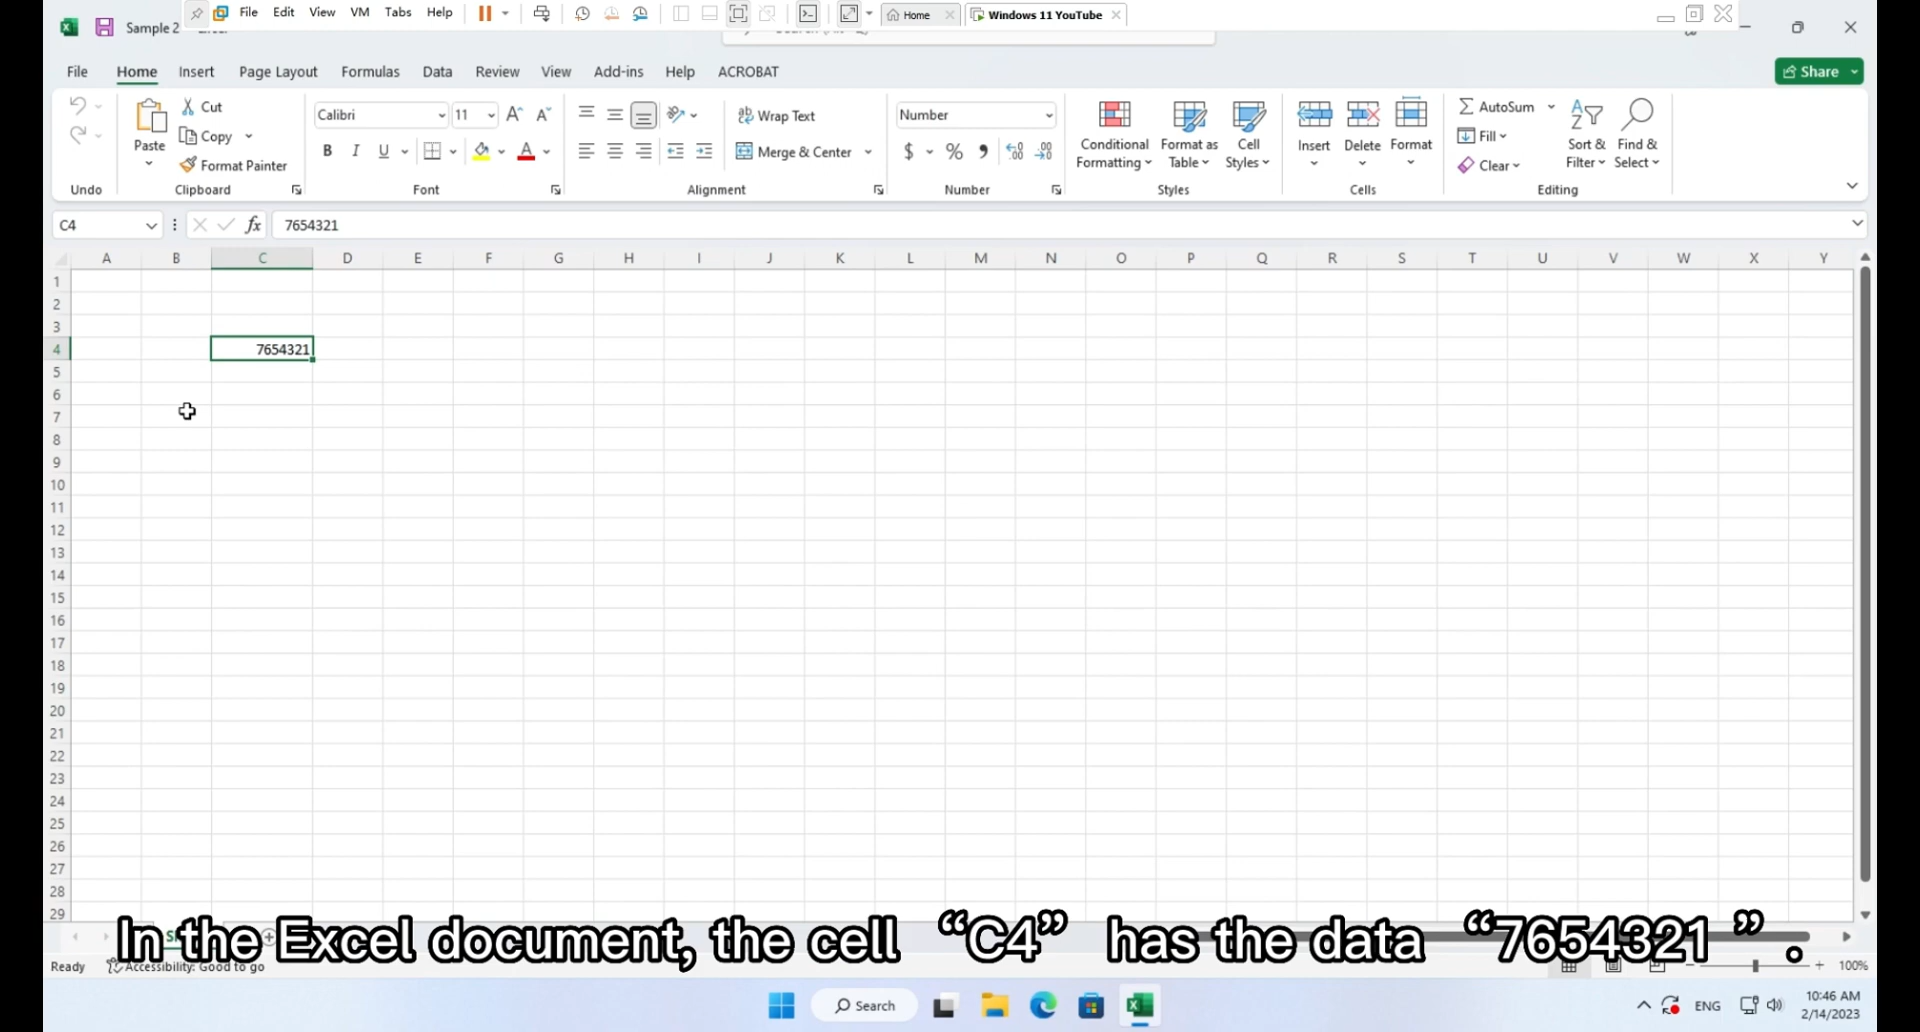 Sample 2
File Edit View VM Tabs Help
Home
Windows 11 YouTube
File Home Insert Page Layout Formulas Data Review View Add-ins Help ACROBAT
Share
Paste
Cut
Copy
Format Painter
Calibri 11
B I U
ab Wrap Text
Merge & Center
Number
$ %
Conditional Formatting
Format as Table
Cell Styles
Insert
Delete
Format
AutoSum
Fill
Clear
Sort & Filter
Find & Select
Undo Clipboard Font Alignment Number Styles Cells Editing
C4 fx 7654321
A B C D E F G H I J K L M N O P Q R S T U V W X Y
1
2
3
4 7654321
5
6
7
8
9
10
11
12
13
14
15
16
17
18
19
20
21
22
23
24
25
26
27
28
29
In the Excel document, the cell “C4” has the data “7654321”.
Ready Accessibility: Good to go 100%
Search
ENG
10:46 AM
2/14/2023